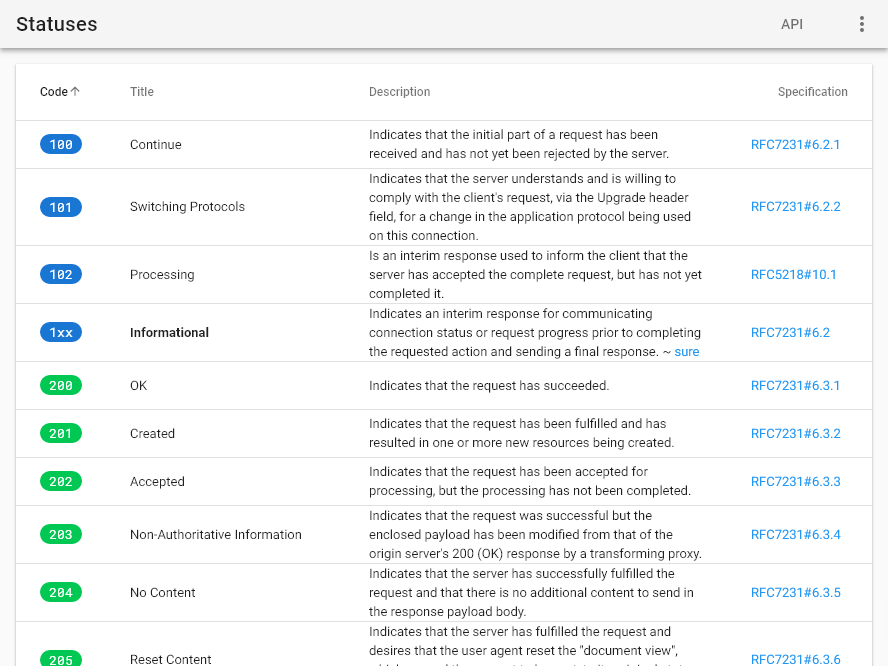 Statuses
API
Code Title Description Specification
100 Continue Indicates that the initial part of a request has been
received and has not yet been rejected by the server. RFC7231#6.2.1
101 Switching Protocols Indicates that the server understands and is willing to
comply with the client's request, via the Upgrade header
field, for a change in the application protocol being used
on this connection. RFC7231#6.2.2
102 Processing Is an interim response used to inform the client that the
server has accepted the complete request, but has not yet
completed it. RFC5218#10.1
1xx Informational Indicates an interim response for communicating
connection status or request progress prior to completing
the requested action and sending a final response. ~ sure RFC7231#6.2
200 OK Indicates that the request has succeeded. RFC7231#6.3.1
201 Created Indicates that the request has been fulfilled and has
resulted in one or more new resources being created. RFC7231#6.3.2
202 Accepted Indicates that the request has been accepted for
processing, but the processing has not been completed. RFC7231#6.3.3
203 Non-Authoritative Information Indicates that the request was successful but the
enclosed payload has been modified from that of the
origin server's 200 (OK) response by a transforming proxy. RFC7231#6.3.4
204 No Content Indicates that the server has successfully fulfilled the
request and that there is no additional content to send in
the response payload body. RFC7231#6.3.5
205 Reset Content Indicates that the server has fulfilled the request and
desires that the user agent reset the "document view", RFC7231#6.3.6